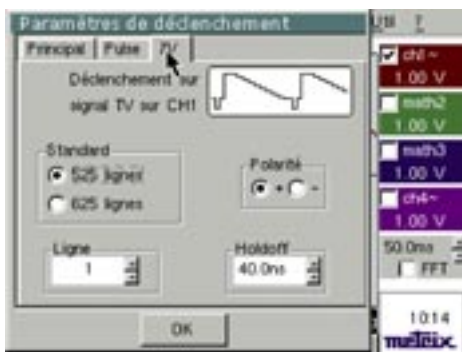 Paramètres de déclenchement
Util ?
Principal Pulse TV
Déclenchement sur
signal TV sur CH1
Standard
525 lignes
625 lignes
Polarité
+ -
Ligne
1
Holdoff
40.0ns
OK
ch1~
1.00 V
math2
1.00 V
math3
1.00 V
ch4~
1.00 V
50.0ms
FFT
10:14
metrix